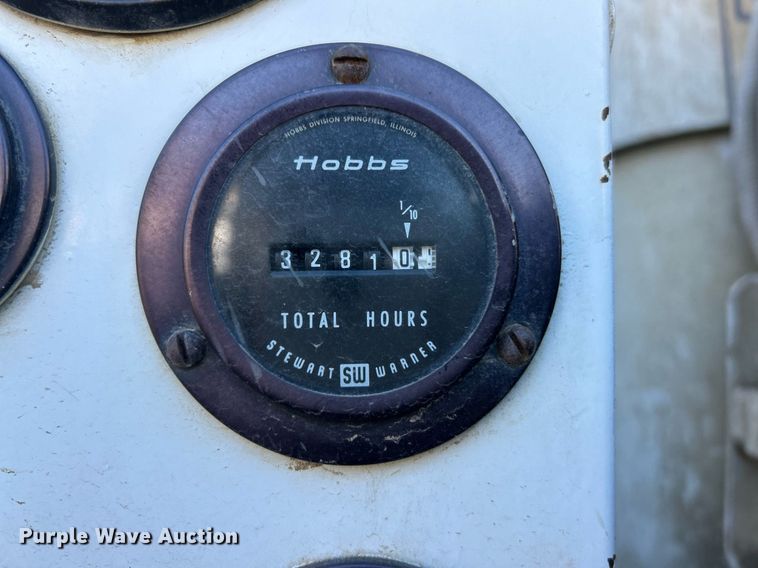 HOBBS DIVISION SPRINGFIELD, ILLINOIS
Hobbs
1/10
3 2 8 1 0
TOTAL HOURS
STEWART SW WARNER
Purple Wave Auction